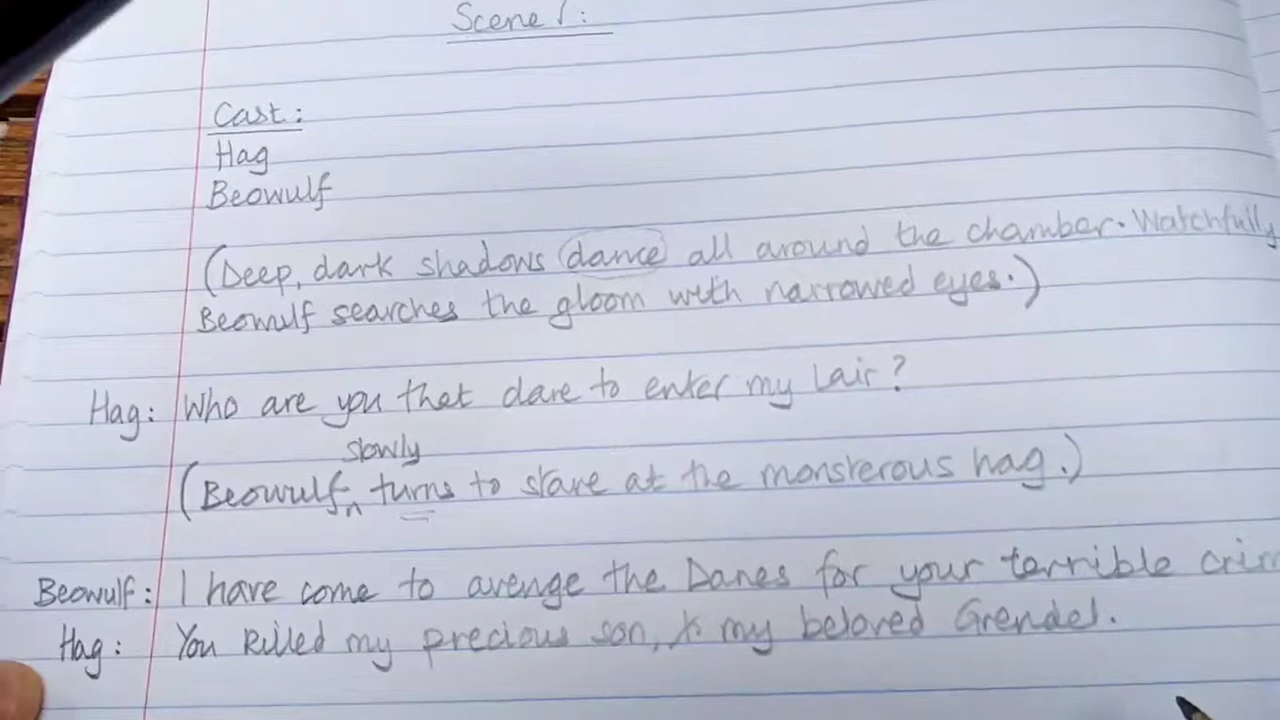 Scene 1:
Cast:
Hag
Beowulf
(Deep, dark shadows dance all around the chamber. Watchfully
Beowulf searches the gloom with narrowed eyes.)
Hag: Who are you that dare to enter my lair?
slowly
(Beowulf ^ turns to stare at the monsterous hag.)
Beowulf: I have come to avenge the Danes for your terrible crim
Hag: You killed my precious son, my beloved Grendel.